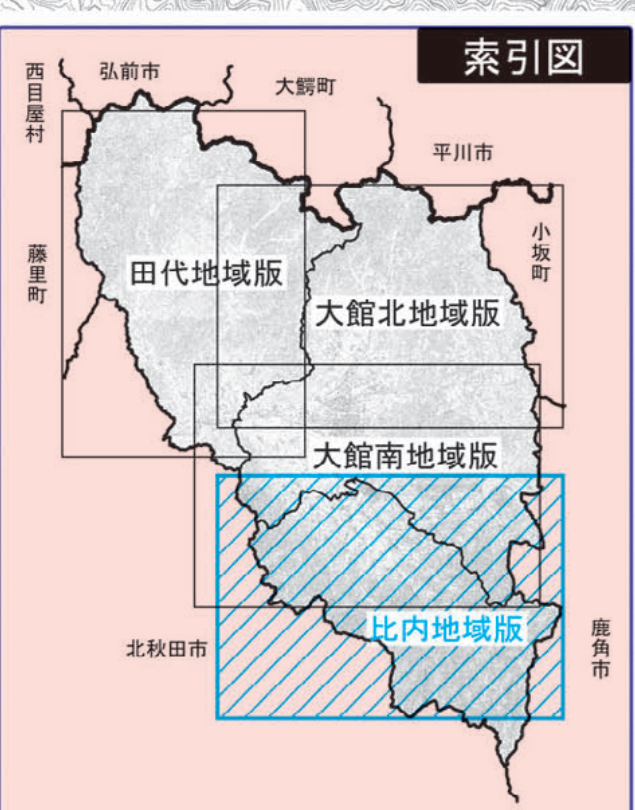 索引図
西目屋村
弘前市
大鰐町
平川市
藤里町
小坂町
田代地域版
大館北地域版
大館南地域版
比内地域版
北秋田市
鹿角市